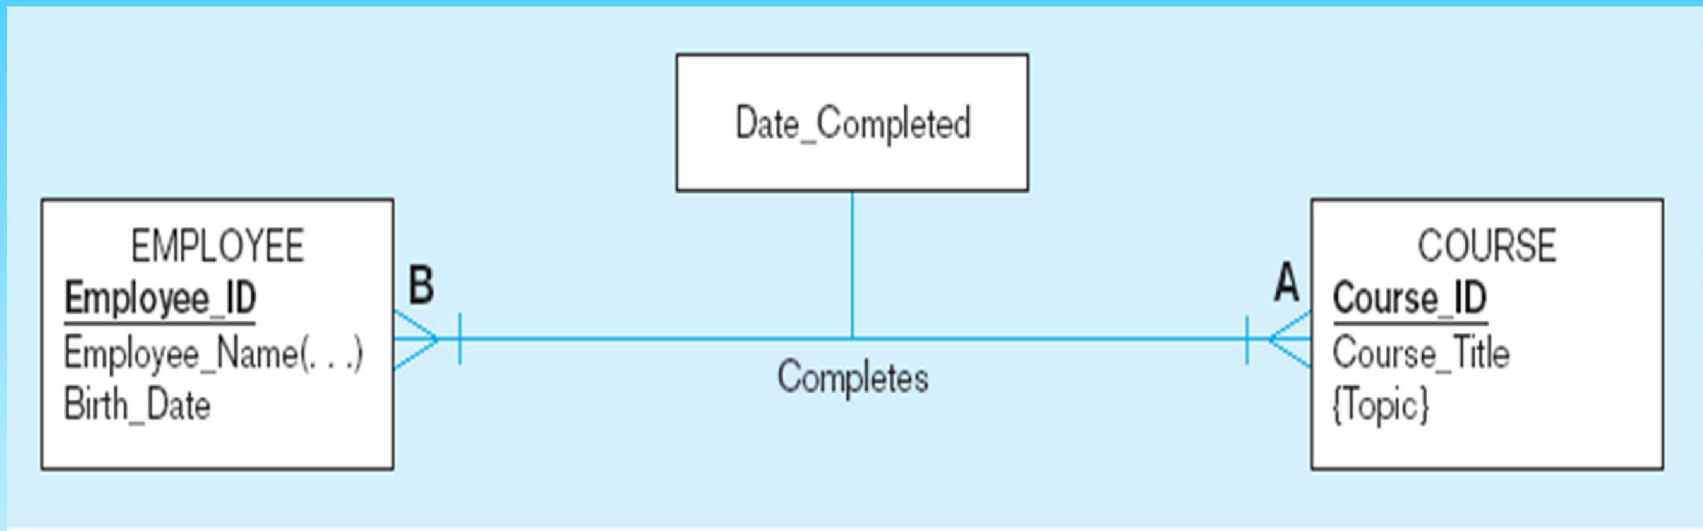 Date_Completed
EMPLOYEE
Employee_ID
Employee_Name(. . .)
Birth_Date
B
Completes
A
COURSE
Course_ID
Course_Title
{Topic}